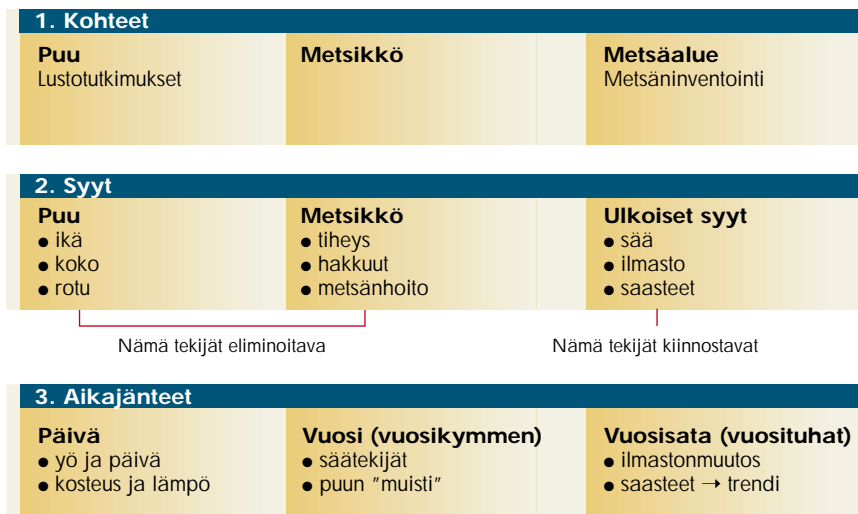 1. Kohteet
Puu
Lustotutkimukset
Metsikkö
Metsäalue
Metsäninventointi
2. Syyt
Puu
● ikä
● koko
● rotu
Metsikkö
● tiheys
● hakkuut
● metsänhoito
Ulkoiset syyt
● sää
● ilmasto
● saasteet
Nämä tekijät eliminoitava
Nämä tekijät kiinnostavat
3. Aikajänteet
Päivä
● yö ja päivä
● kosteus ja lämpö
Vuosi (vuosikymmen)
● säätekijät
● puun "muisti"
Vuosisata (vuosituhat)
● ilmastonmuutos
● saasteet → trendi